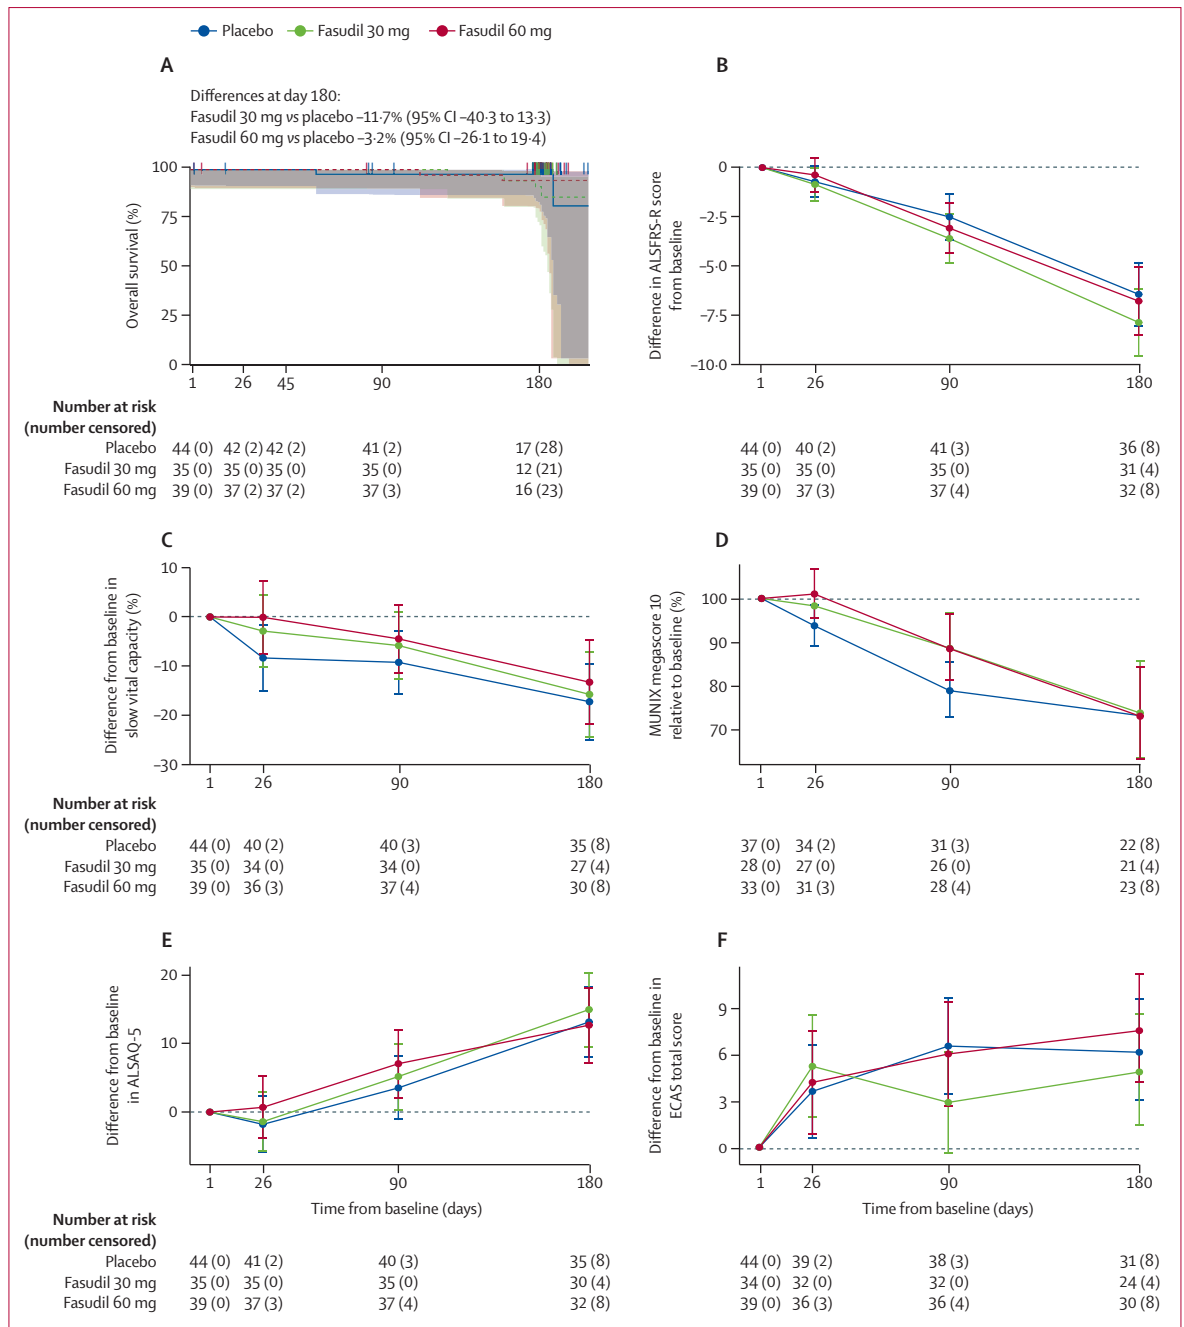 Placebo Fasudil 30 mg Fasudil 60 mg
A
Differences at day 180:
Fasudil 30 mg vs placebo –11·7% (95% CI –40·3 to 13·3)
Fasudil 60 mg vs placebo –3·2% (95% CI –26·1 to 19·4)
Overall survival (%)
100
75
50
25
0
1 26 45 90 180
B
Difference in ALSFRS-R score
from baseline
0
–2·5
–5·0
–7·5
–10·0
1 26 90 180
Number at risk
(number censored)
Placebo 44 (0) 42 (2) 42 (2) 41 (2) 17 (28) 44 (0) 40 (2) 41 (3) 36 (8)
Fasudil 30 mg 35 (0) 35 (0) 35 (0) 35 (0) 12 (21) 35 (0) 35 (0) 35 (0) 31 (4)
Fasudil 60 mg 39 (0) 37 (2) 37 (2) 37 (3) 16 (23) 39 (0) 37 (3) 37 (4) 32 (8)
C
Difference from baseline in
slow vital capacity (%)
10
0
–10
–20
–30
1 26 90 180
D
MUNIX megascore 10
relative to baseline (%)
100
90
80
70
1 26 90 180
Number at risk
(number censored)
Placebo 44 (0) 40 (2) 40 (3) 35 (8) 37 (0) 34 (2) 31 (3) 22 (8)
Fasudil 30 mg 35 (0) 34 (0) 34 (0) 27 (4) 28 (0) 27 (0) 26 (0) 21 (4)
Fasudil 60 mg 39 (0) 36 (3) 37 (4) 30 (8) 33 (0) 31 (3) 28 (4) 23 (8)
E
Difference from baseline
in ALSAQ-5
20
10
0
1 26 90 180
Time from baseline (days)
F
Difference from baseline in
ECAS total score
9
6
3
0
1 26 90 180
Time from baseline (days)
Number at risk
(number censored)
Placebo 44 (0) 41 (2) 40 (3) 35 (8) 44 (0) 39 (2) 38 (3) 31 (8)
Fasudil 30 mg 35 (0) 35 (0) 35 (0) 30 (4) 34 (0) 32 (0) 32 (0) 24 (4)
Fasudil 60 mg 39 (0) 37 (3) 37 (4) 32 (8) 39 (0) 36 (3) 36 (4) 30 (8)